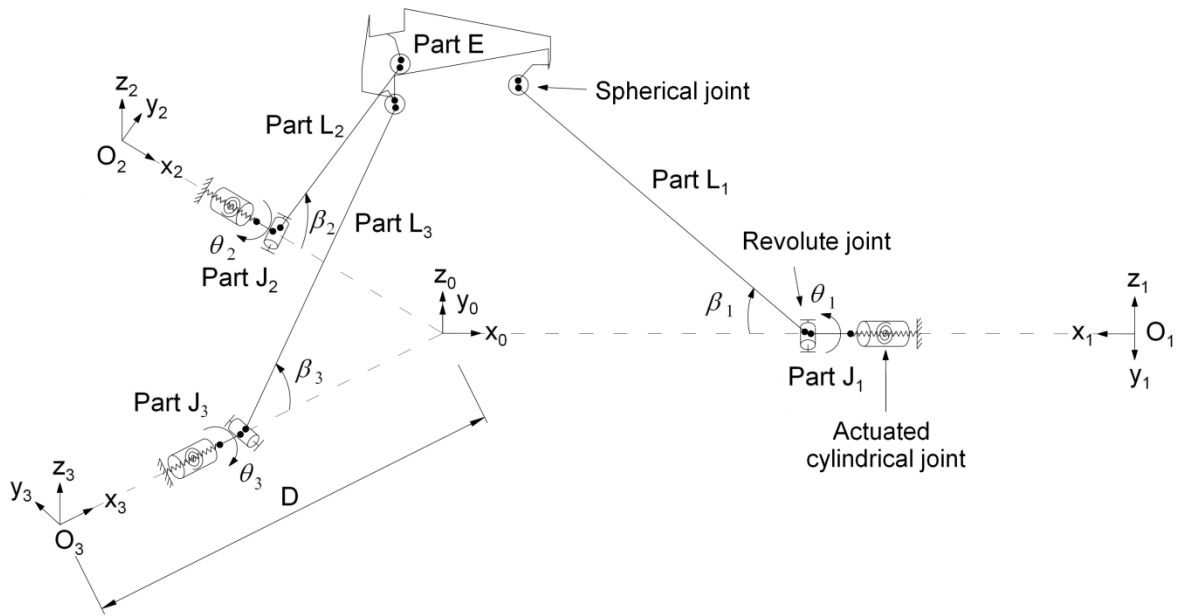 Part E
Spherical joint
z₂
y₂
O₂
x₂
Part L₂
Part L₁
β₂
Part L₃
θ₂
Part J₂
Revolute joint
z₀
y₀
x₀
β₁
θ₁
z₁
x₁
O₁
y₁
Part J₁
β₃
Part J₃
θ₃
Actuated
cylindrical joint
z₃
y₃
x₃
O₃
D